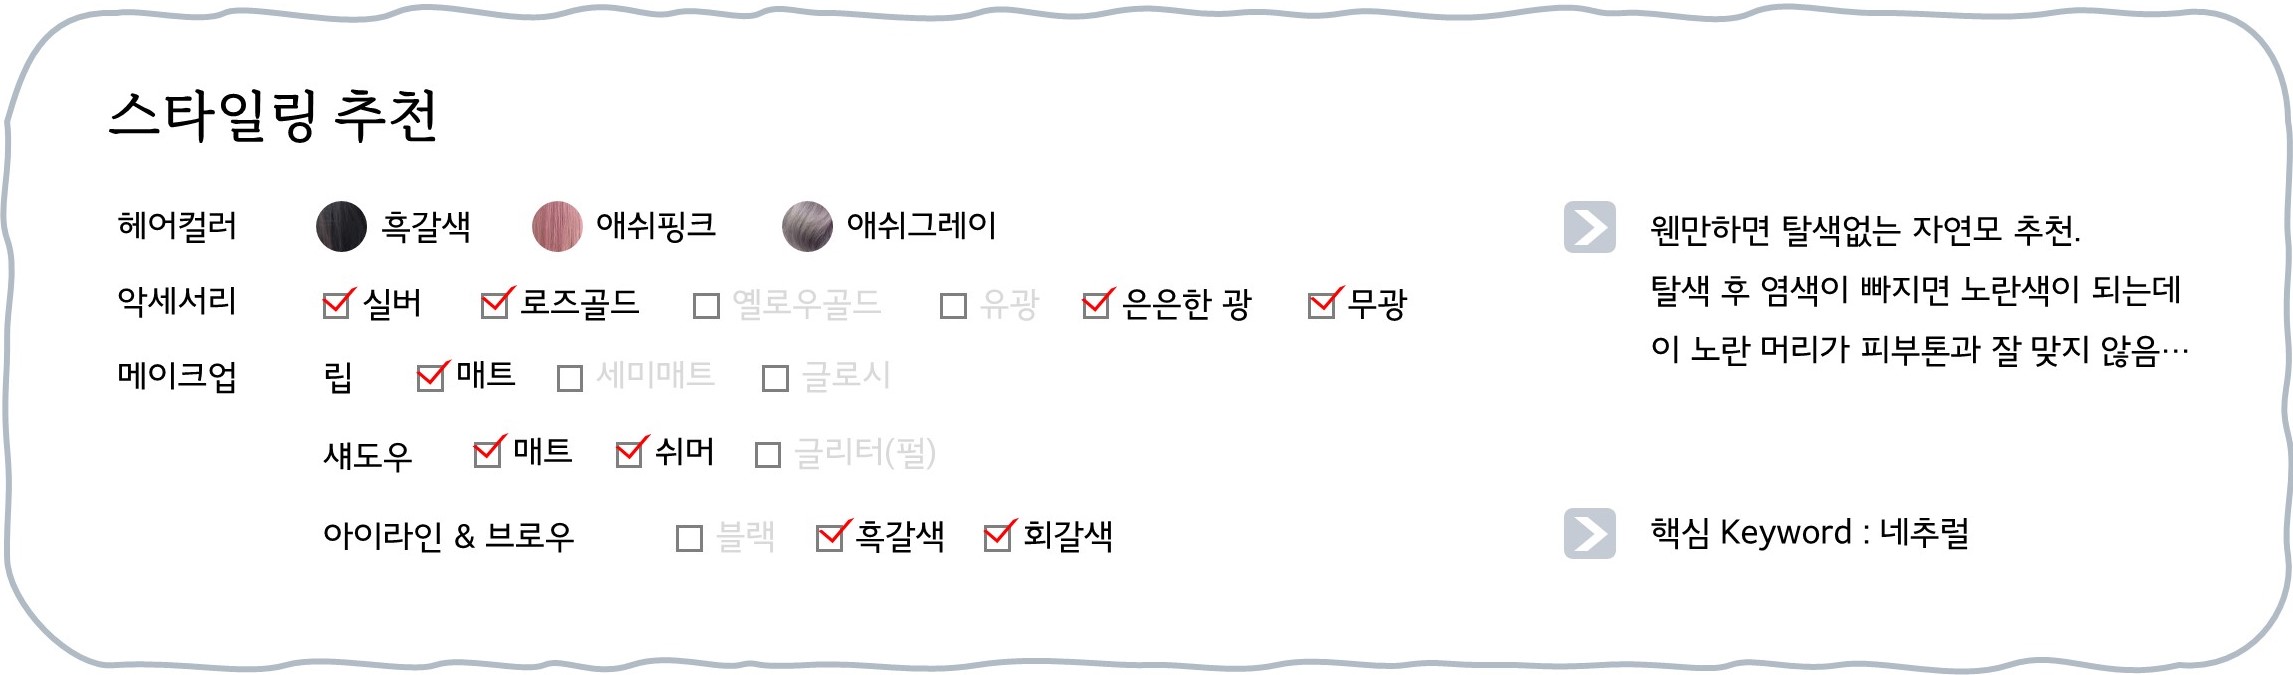 스타일링 추천
헤어컬러 흑갈색 애쉬핑크 애쉬그레이
악세서리 실버 로즈골드 옐로우골드 유광 은은한 광 무광
메이크업 립 매트 세미매트 글로시
섀도우 매트 쉬머 글리터(펄)
아이라인 & 브로우 블랙 흑갈색 회갈색
웬만하면 탈색없는 자연모 추천.
탈색 후 염색이 빠지면 노란색이 되는데
이 노란 머리가 피부톤과 잘 맞지 않음…
핵심 Keyword : 네추럴